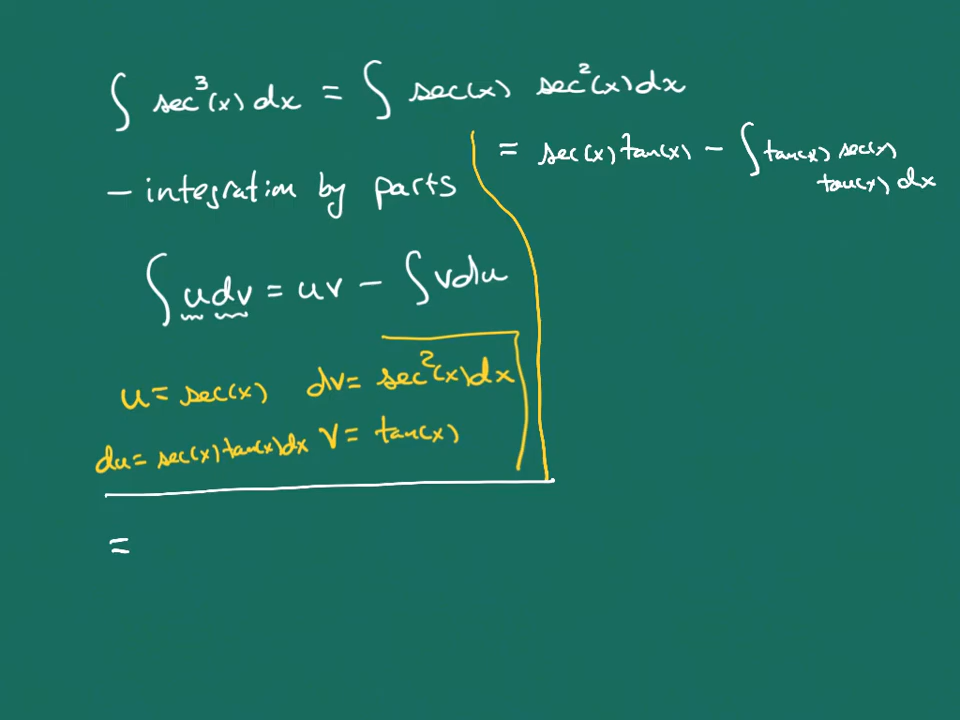 ∫ sec³(x) dx = ∫ sec(x) sec²(x) dx
= sec(x) tan(x) - ∫ tan(x) sec(x)
tan(x) dx
- integration by parts
∫ u dv = uv - ∫ v du
u = sec(x) dv = sec²(x) dx
du = sec(x) tan(x) dx v = tan(x)
=